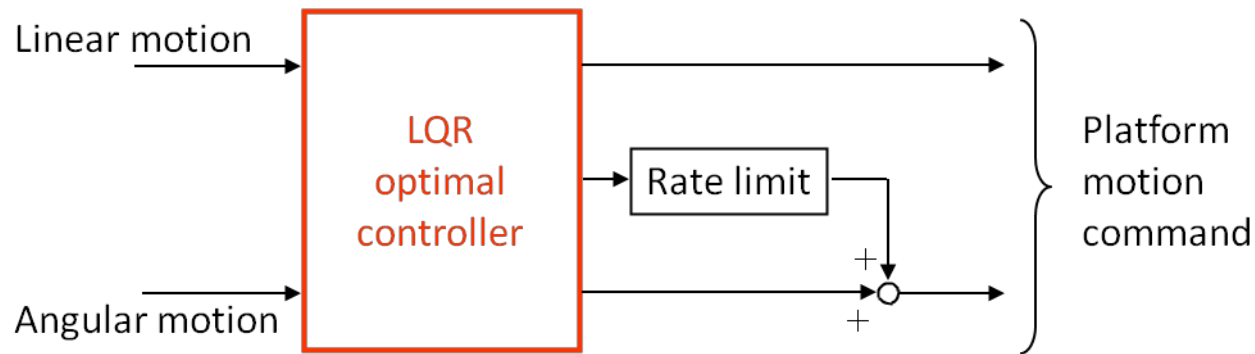 Linear motion
LQR
optimal
controller
Rate limit
Platform
motion
command
+
+
Angular motion